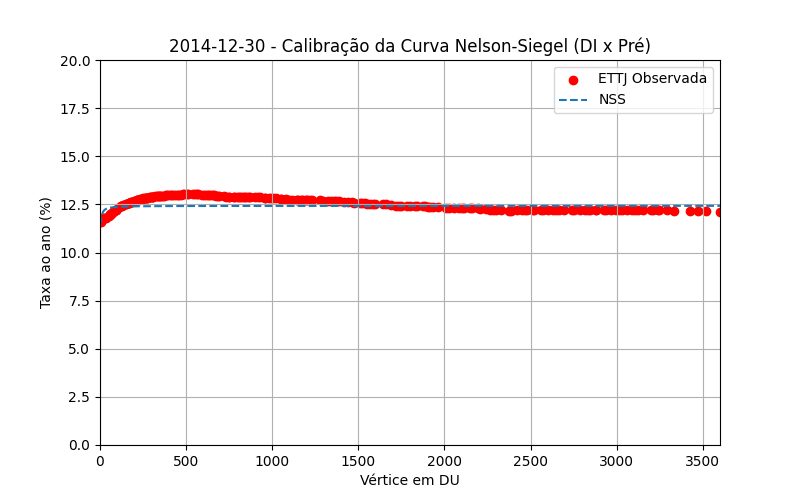 2014-12-30 - Calibração da Curva Nelson-Siegel (DI x Pré)
ETTJ Observada
NSS
Taxa ao ano (%)
20.0
17.5
15.0
12.5
10.0
7.5
5.0
2.5
0.0
0 500 1000 1500 2000 2500 3000 3500
Vértice em DU